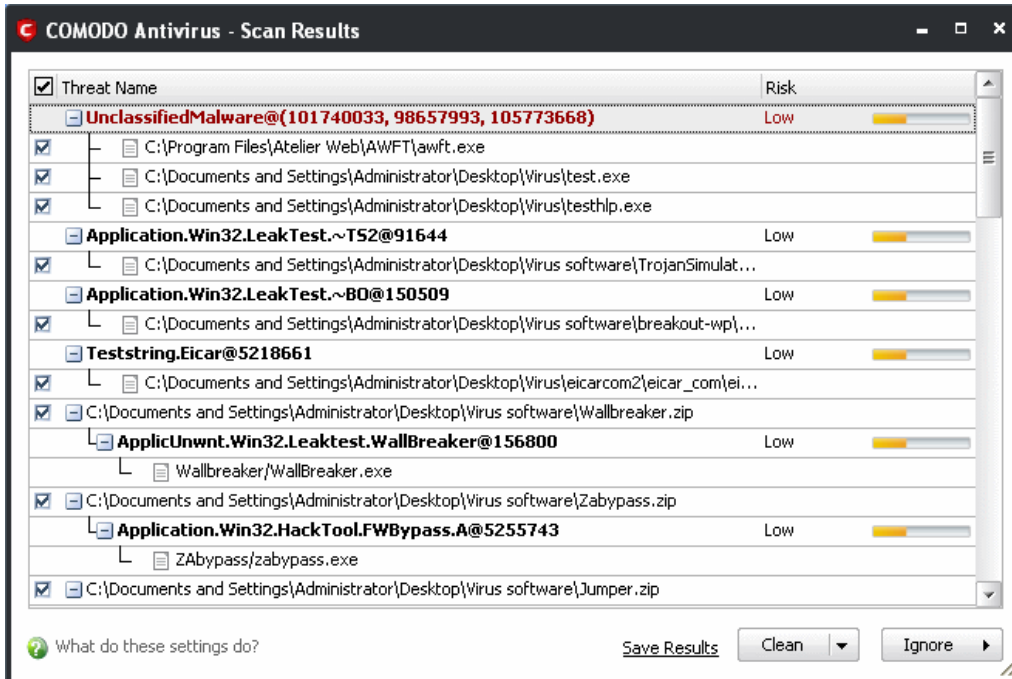 COMODO Antivirus - Scan Results
Threat Name Risk
UnclassifiedMalware@(101740033, 98657993, 105773668) Low
C:\Program Files\Atelier Web\AWFT\awft.exe
C:\Documents and Settings\Administrator\Desktop\Virus\test.exe
C:\Documents and Settings\Administrator\Desktop\Virus\testhlp.exe
Application.Win32.LeakTest.~TS2@91644 Low
C:\Documents and Settings\Administrator\Desktop\Virus software\TrojanSimulat...
Application.Win32.LeakTest.~BO@150509 Low
C:\Documents and Settings\Administrator\Desktop\Virus software\breakout-wp\...
Teststring.Eicar@5218661 Low
C:\Documents and Settings\Administrator\Desktop\Virus\eicarcom2\eicar_com\ei...
C:\Documents and Settings\Administrator\Desktop\Virus software\Wallbreaker.zip
ApplicUnwnt.Win32.Leaktest.WallBreaker@156800 Low
Wallbreaker/WallBreaker.exe
C:\Documents and Settings\Administrator\Desktop\Virus software\Zabypass.zip
Application.Win32.HackTool.FWBypass.A@5255743 Low
ZAbypass/zabypass.exe
C:\Documents and Settings\Administrator\Desktop\Virus software\Jumper.zip
What do these settings do? Save Results Clean Ignore